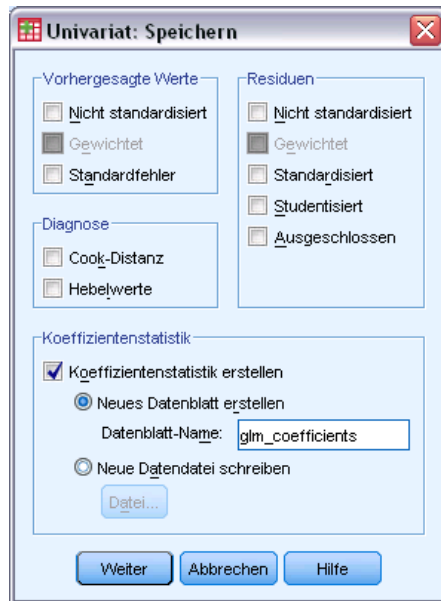 Univariat: Speichern
Vorhergesagte Werte
Nicht standardisiert
Gewichtet
Standardfehler
Diagnose
Cook-Distanz
Hebelwerte
Residuen
Nicht standardisiert
Gewichtet
Standardisiert
Studentisiert
Ausgeschlossen
Koeffizientenstatistik
Koeffizientenstatistik erstellen
Neues Datenblatt erstellen
Datenblatt-Name: glm_coefficients
Neue Datendatei schreiben
Datei...
Weiter Abbrechen Hilfe